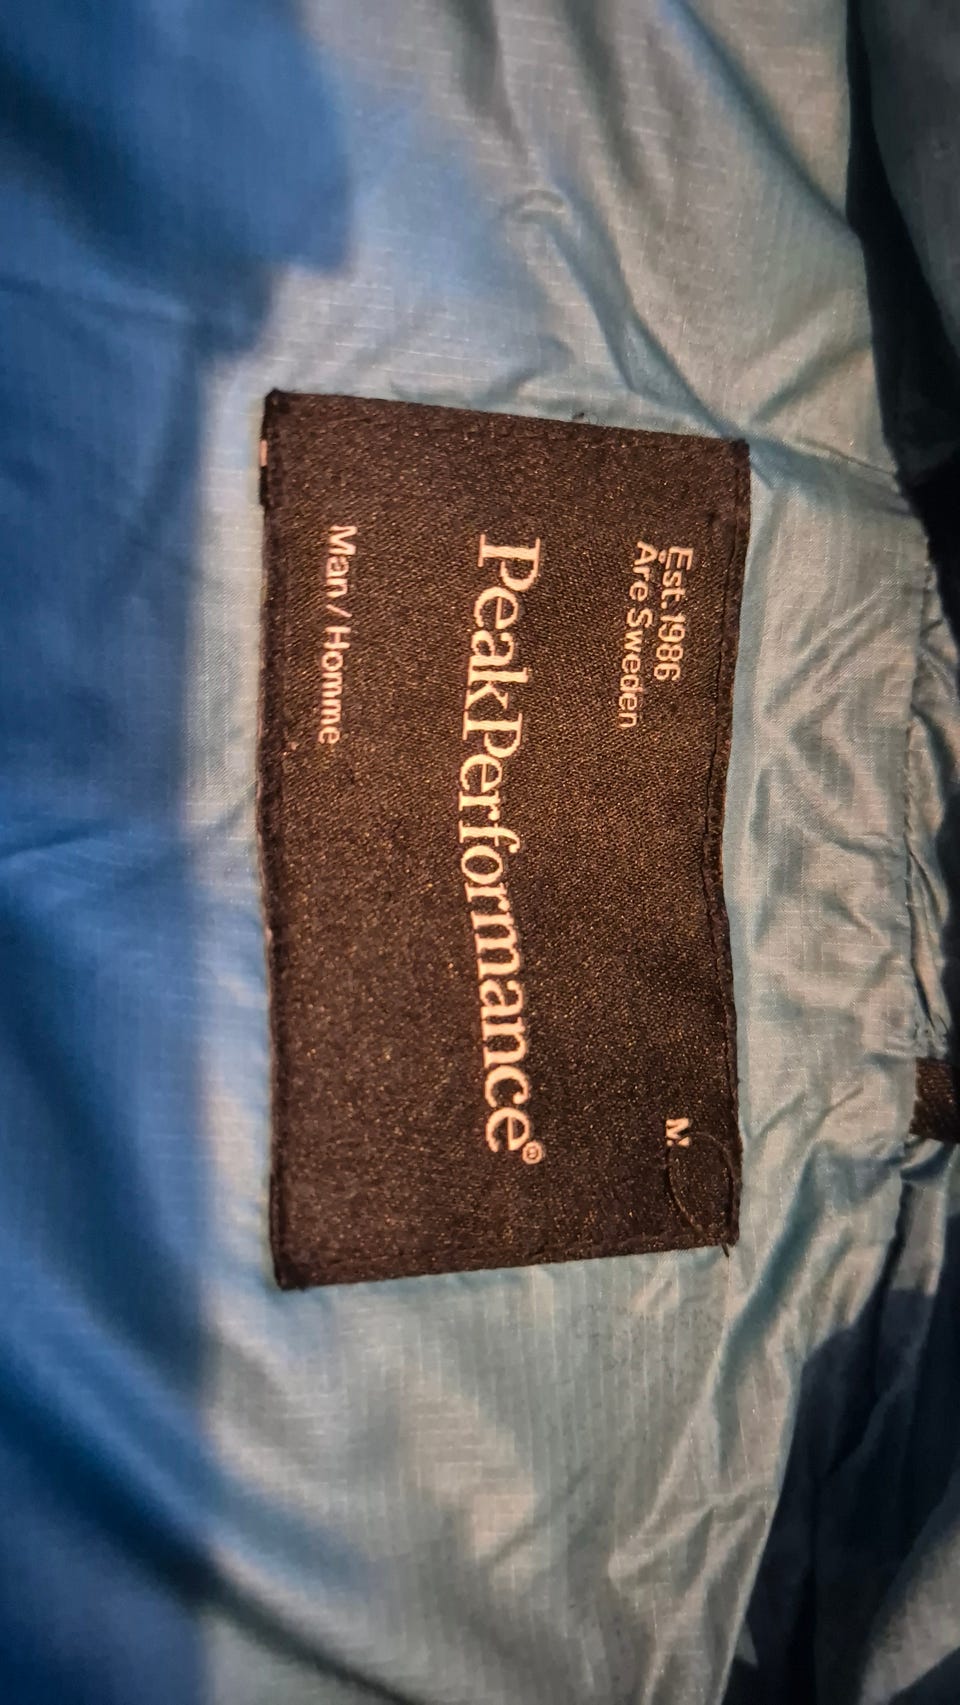 Est. 1986
Åre Sweden
M
PeakPerformance®
Man / Homme